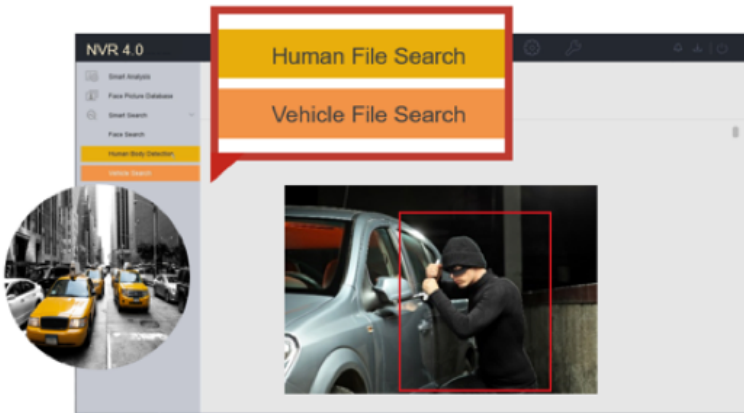 NVR 4.0
Human File Search
Vehicle File Search
Smart Analysis
Face Picture Database
Smart Search
Face Search
Human Body Detection
Vehicle Search